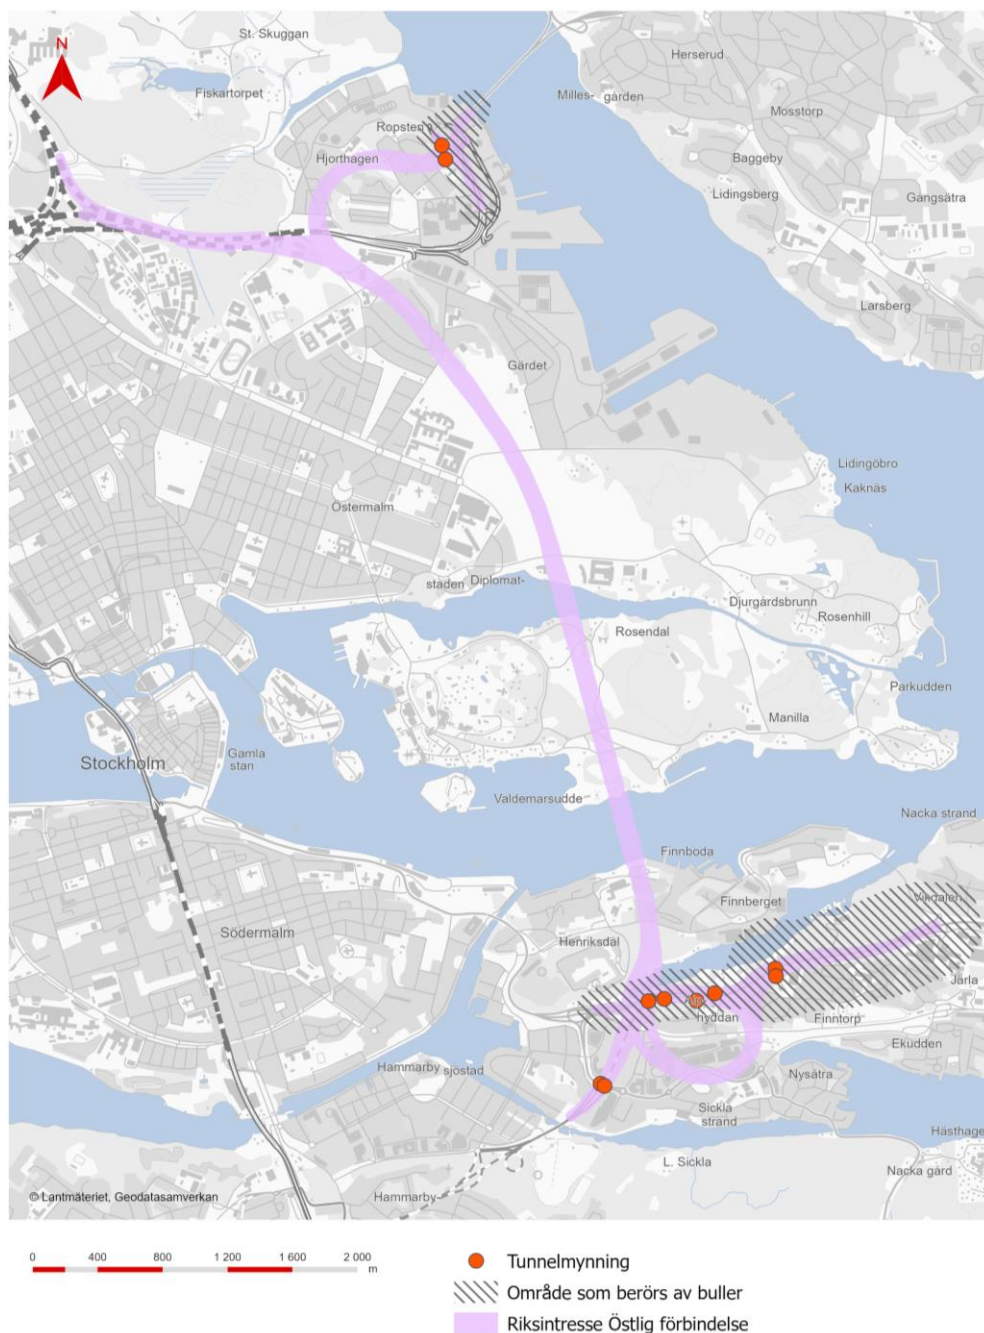 St. Skuggan
N
Herserud
Fiskartorpet
Milles-
gården
Mosstorp
Ropsten
Hjorthagen
Baggeby
Lidingsberg
Gångsätra
Larsberg
Gärdet
Lidingöbro
Kaknäs
Östermalm
staden
Diplomat-
Djurgårdsbrunn
Rosenhill
Rosendal
Parkudden
Manilla
Gamla
stan
Stockholm
Valdemarsudde
Nacka strand
Finnboda
Finnberget
Vikdalen
Södermalm
Henriksdal
Järla
hyddan
Finntorp
Ekudden
Hammarby
sjöstad
Nysätra
Sickla
strand
Hästhage
L. Sickla
Nacka gård
Hammarby-
© Lantmäteriet, Geodatasamverkan
0 400 800 1 200 1 600 2 000
m
Tunnelmynning
Område som berörs av buller
Riksintresse Östlig förbindelse